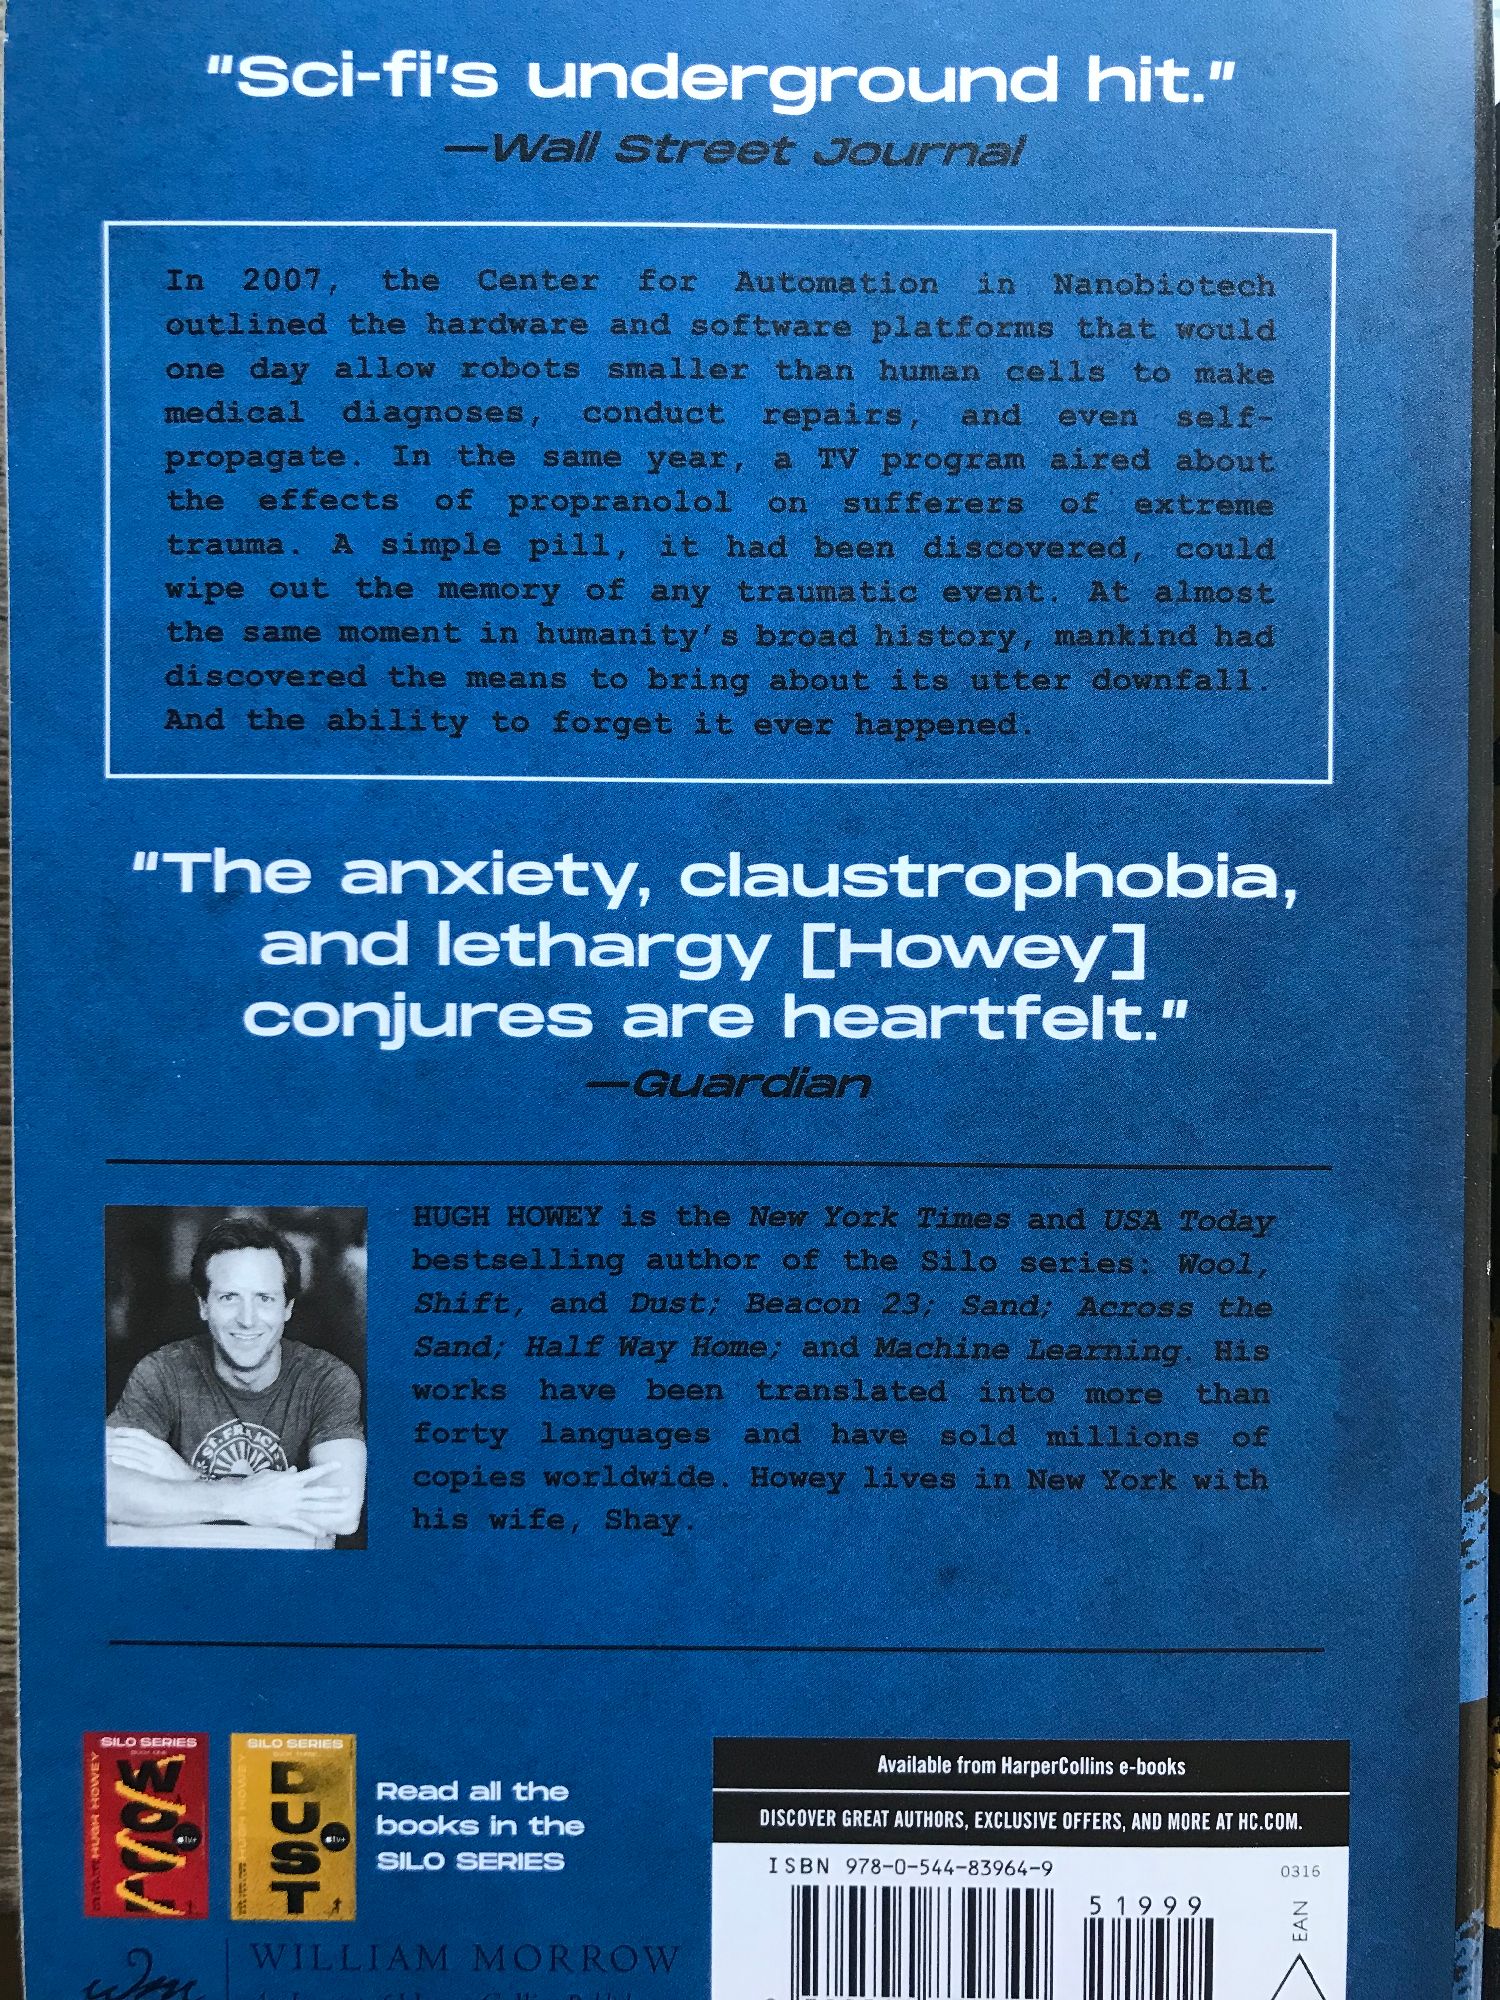 "Sci-fi's underground hit."
—Wall Street Journal
In 2007, the Center for Automation in Nanobiotech
outlined the hardware and software platforms that would
one day allow robots smaller than human cells to make
medical diagnoses, conduct repairs, and even self-
propagate. In the same year, a TV program aired about
the effects of propranolol on sufferers of extreme
trauma. A simple pill, it had been discovered, could
wipe out the memory of any traumatic event. At almost
the same moment in humanity's broad history, mankind had
discovered the means to bring about its utter downfall.
And the ability to forget it ever happened.
"The anxiety, claustrophobia,
and lethargy [Howey]
conjures are heartfelt."
—Guardian
HUGH HOWEY is the New York Times and USA Today
bestselling author of the Silo series: Wool,
Shift, and Dust; Beacon 23; Sand; Across the
Sand; Half Way Home; and Machine Learning. His
works have been translated into more than
forty languages and have sold millions of
copies worldwide. Howey lives in New York with
his wife, Shay.
SILO SERIES
HUGH HOWEY
WOOL
tv+
SILO SERIES
HUGH HOWEY
DUST
tv+
Read all the
books in the
SILO SERIES
WILLIAM MORROW
Available from HarperCollins e-books
DISCOVER GREAT AUTHORS, EXCLUSIVE OFFERS, AND MORE AT HC.COM.
ISBN 978-0-544-83964-9
0316
51999
EAN